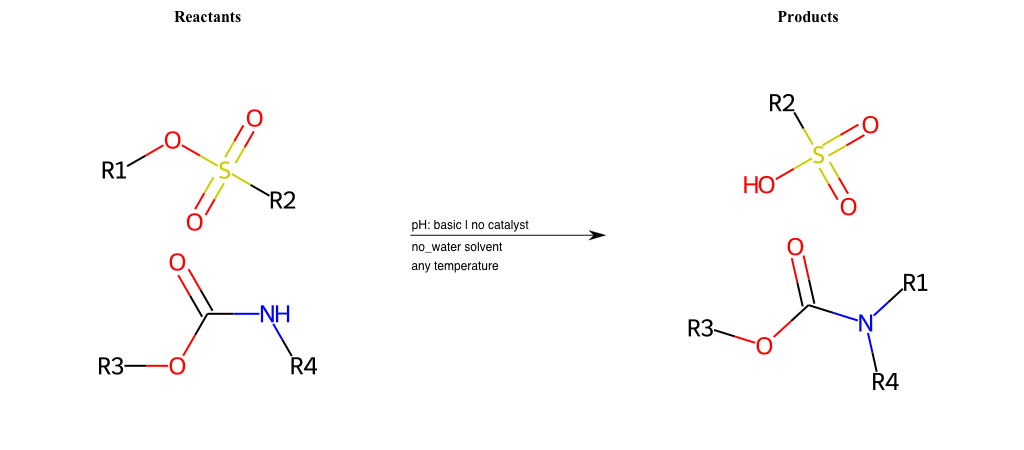 Reactants
Products
O
O
R1
S
O
R2
R2
O
S
HO
O
pH: basic | no catalyst
no_water solvent
any temperature
O
NH
R3
O
R4
O
R1
R3
O
N
R4